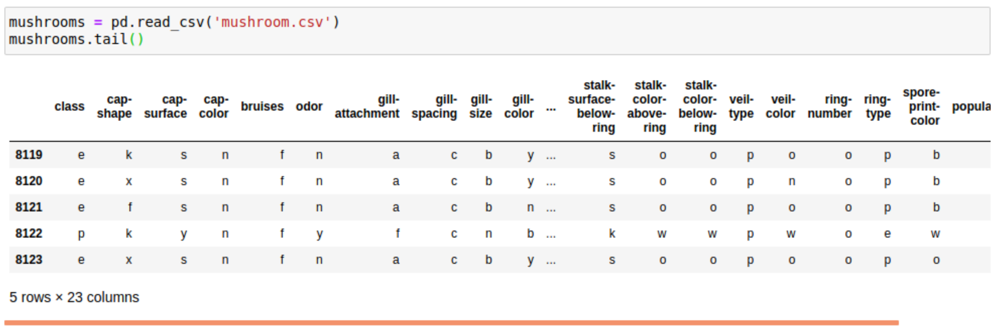 mushrooms = pd.read_csv('mushroom.csv')
mushrooms.tail()
class cap-shape cap-surface cap-color bruises odor gill-attachment gill-spacing gill-size gill-color ... stalk-surface-below-ring stalk-color-above-ring stalk-color-below-ring veil-type veil-color ring-number ring-type spore-print-color popula
8119 e k s n f n a c b y ... s o o p o o p b
8120 e x s n f n a c b y ... s o o p n o p b
8121 e f s n f n a c b n ... s o o p o o p b
8122 p k y n f y f c n b ... k w w p w o e w
8123 e x s n f n a c b y ... s o o p o o p o
5 rows × 23 columns